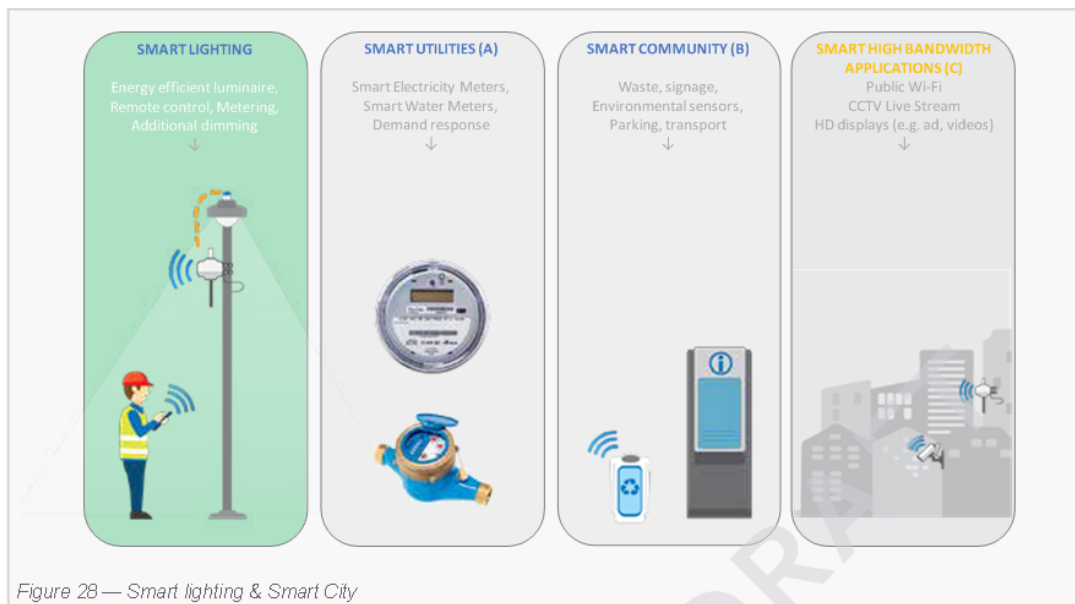 SMART LIGHTING
Energy efficient luminaire,
Remote control, Metering,
Additional dimming
SMART UTILITIES (A)
Smart Electricity Meters,
Smart Water Meters,
Demand response
SMART COMMUNITY (B)
Waste, signage,
Environmental sensors,
Parking, transport
SMART HIGH BANDWIDTH
APPLICATIONS (C)
Public Wi-Fi
CCTV Live Stream
HD displays (e.g. ad, videos)
Figure 28 — Smart lighting & Smart City